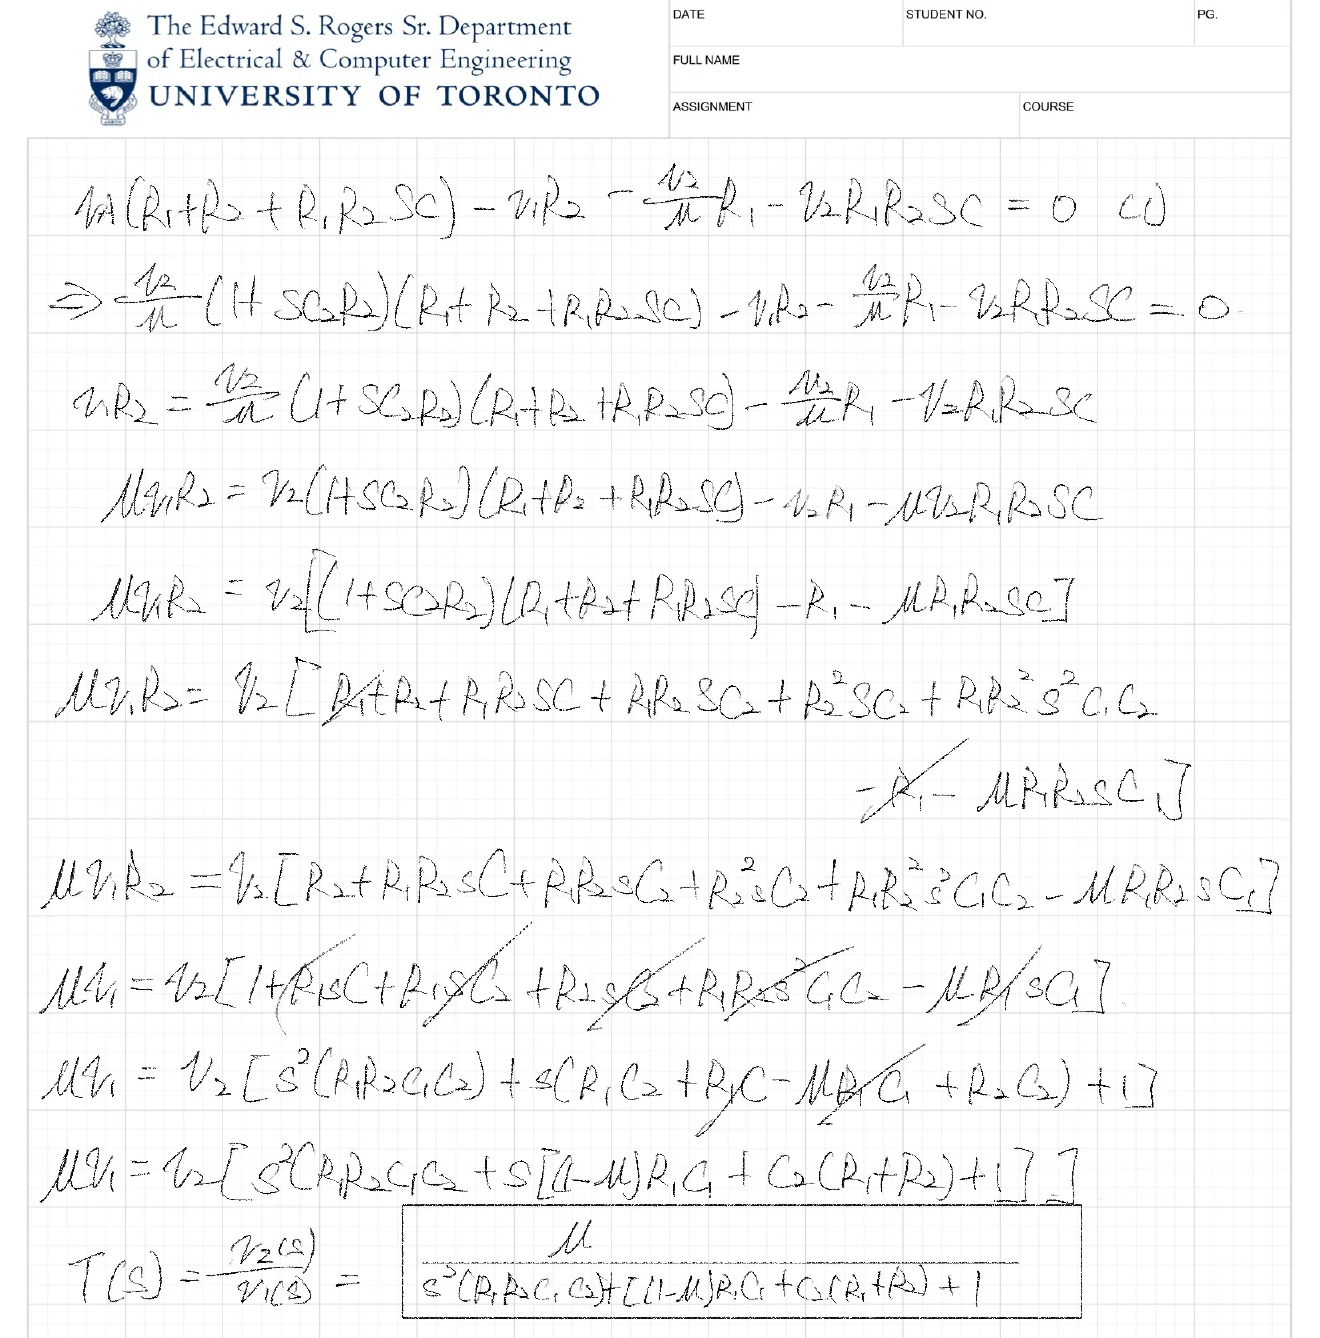 The Edward S. Rogers Sr. Department
of Electrical & Computer Engineering
UNIVERSITY OF TORONTO
DATE
STUDENT NO.
PG.
FULL NAME
ASSIGNMENT
COURSE
VA(R₁+R₂+R₁R₂SC) - V₁R₂ - V₂/μ R₁ - V₂R₁R₂SC = 0 (1)
⇒ V₂/μ (1+SC₂R₂)(R₁+R₂+R₁R₂SC) - V₁R₂ - V₂/μ R₁ - V₂R₁R₂SC = 0.
V₁R₂ = V₂/μ (1+SC₂R₂)(R₁+R₂+R₁R₂SC) - V₂/μ R₁ - V₂R₁R₂SC
μV₁R₂ = V₂(1+SC₂R₂)(R₁+R₂+R₁R₂SC) - V₂R₁ - μV₂R₁R₂SC
μV₁R₂ = V₂[(1+SC₂R₂)(R₁+R₂+R₁R₂SC) - R₁ - μR₁R₂SC]
μV₁R₂ = V₂[R₁+R₂+R₁R₂SC+R₁R₂SC₂+R₂²SC₂+R₁R₂²S²C₁C₂
-R₁ - μR₁R₂SC₁]
μV₁R₂ = V₂[R₂+R₁R₂SC+R₁R₂SC₂+R₂²SC₂+R₁R₂²S²C₁C₂-μR₁R₂SC₁]
μV₁ = V₂[1+R₁SC+R₁SC₂+R₂SC₂+R₁R₂S²C₁C₂-μR₁SC₁].
μV₁ = V₂[S²(R₁R₂C₁C₂)+S(R₁C₂+R₁C-μR₁C₁+R₂C₂)+1]
μV₁ = V₂[S²(R₁R₂C₁C₂+S[(1-μ)R₁C₁+C₂(R₁+R₂)+1]]
T(S) = V₂(S)/V₁(S) = μ / S²(R₁R₂C₁C₂)+[(1-μ)R₁C₁+C₂(R₁+R₂)+1